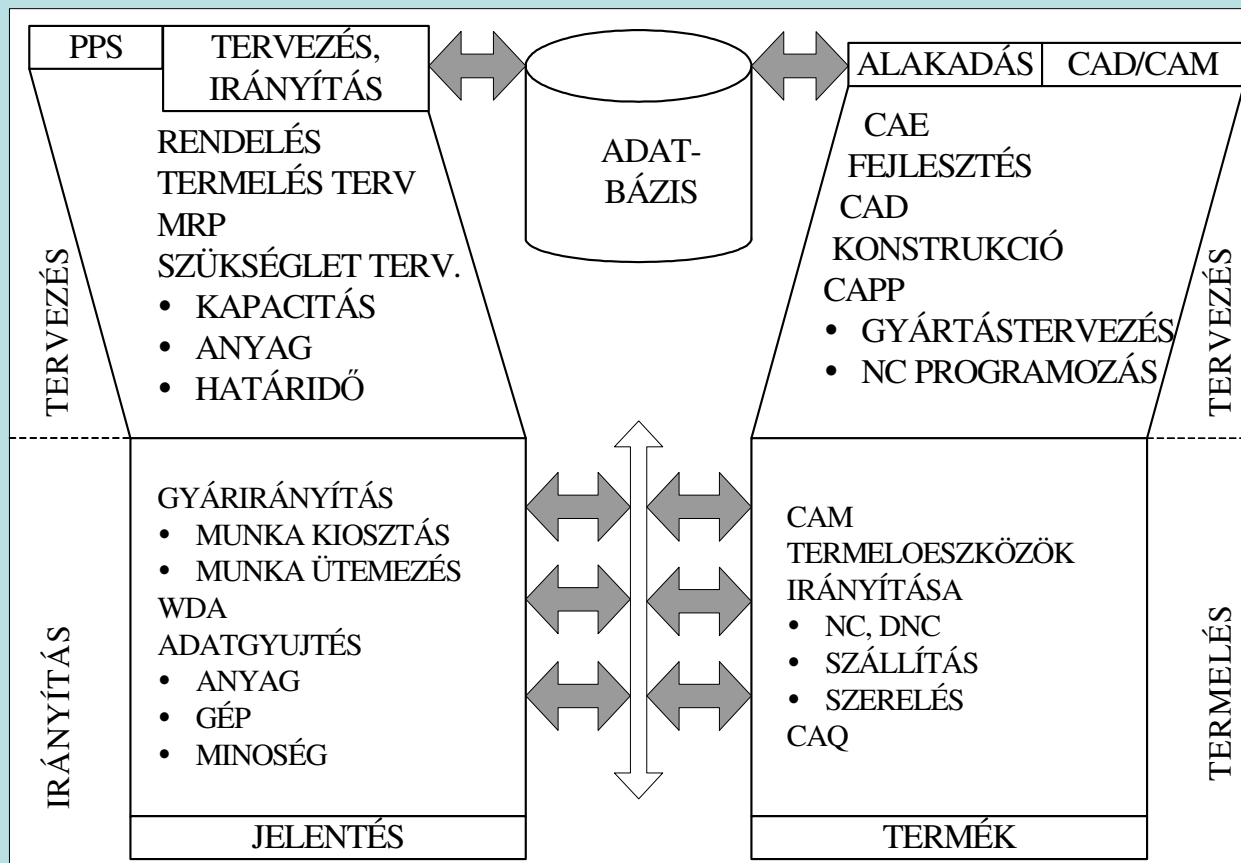 PPS
TERVEZÉS,
IRÁNYÍTÁS
RENDELÉS
TERMELÉS TERV
MRP
SZÜKSÉGLET TERV.
• KAPACITÁS
• ANYAG
• HATÁRIDŐ
TERVEZÉS
ADAT-
BÁZIS
ALAKADÁS
CAD/CAM
CAE
FEJLESZTÉS
CAD
KONSTRUKCIÓ
CAPP
• GYÁRTÁSTERVEZÉS
• NC PROGRAMOZÁS
TERVEZÉS
GYÁRIRÁNYÍTÁS
• MUNKA KIOSZTÁS
• MUNKA ÜTEMEZÉS
WDA
ADATGYUJTÉS
• ANYAG
• GÉP
• MINOSÉG
IRÁNYÍTÁS
JELENTÉS
CAM
TERMELOESZKÖZÖK
IRÁNYÍTÁSA
• NC, DNC
• SZÁLLÍTÁS
• SZERELÉS
CAQ
TERMELÉS
TERMÉK